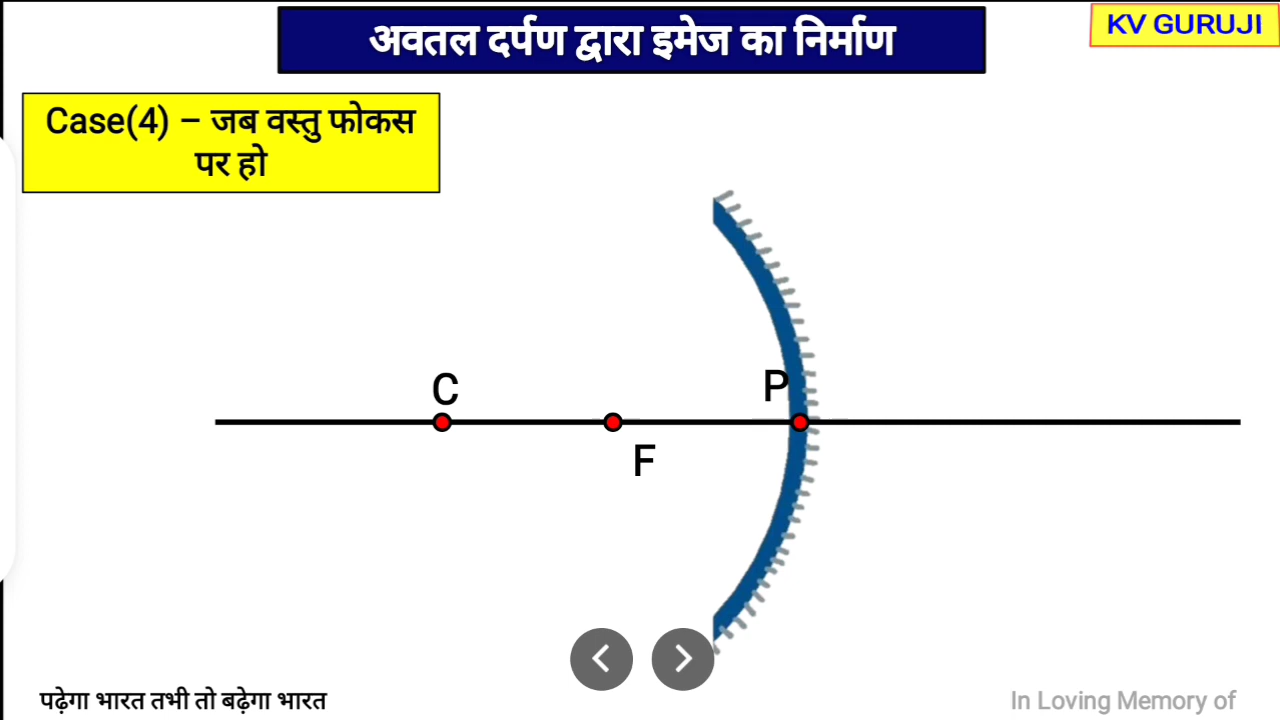 अवतल दर्पण द्वारा इमेज का निर्माण
KV GURUJI
Case(4) – जब वस्तु फोकस
पर हो
C
P
F
पढ़ेगा भारत तभी तो बढ़ेगा भारत
In Loving Memory of